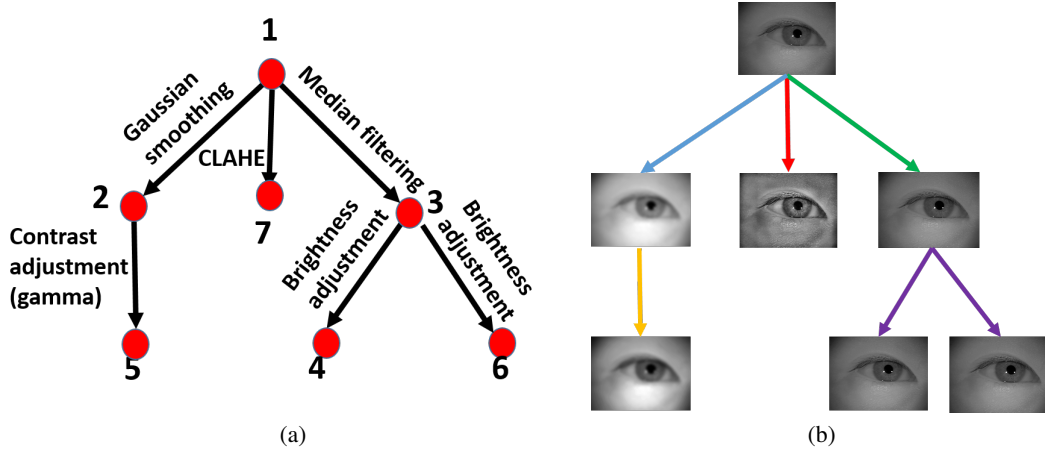 1
Gaussian
smoothing
CLAHE
Median filtering
2
7
3
Contrast
adjustment
(gamma)
Brightness
adjustment
Brightness
adjustment
5
4
6
(a)
(b)